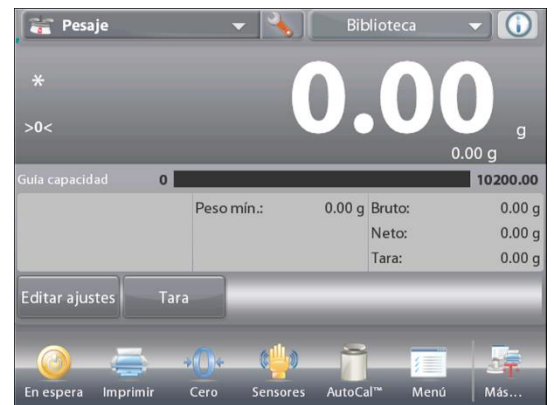 Pesaje Biblioteca
*
>0<
0.00 g
0.00 g
Guía capacidad 0 10200.00
Peso mín.: 0.00 g Bruto: 0.00 g
Neto: 0.00 g
Tara: 0.00 g
Editar ajustes Tara
En espera Imprimir Cero Sensores AutoCal™ Menú Más...